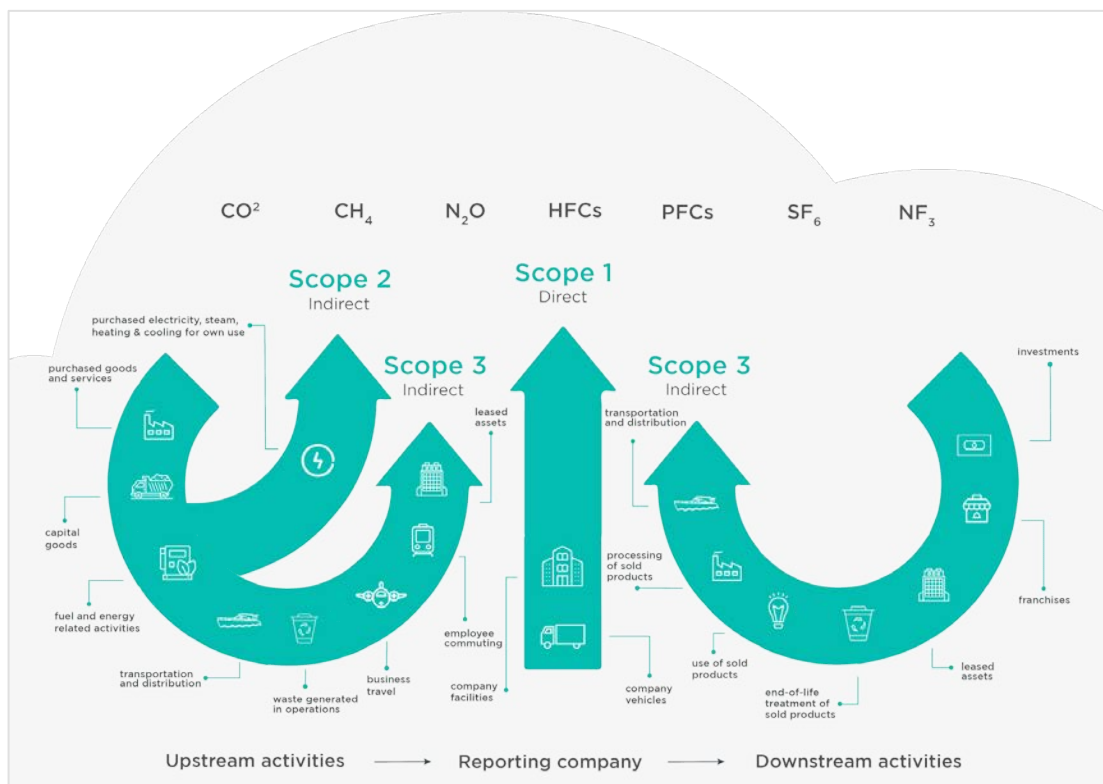 CO²
CH₄
N₂O
HFCs
PFCs
SF₆
NF₃
Scope 2
Indirect
Scope 1
Direct
purchased electricity, steam,
heating & cooling for own use
Scope 3
Indirect
Scope 3
Indirect
investments
purchased goods
and services
leased
assets
transportation
and distribution
capital
goods
processing
of sold
products
franchises
fuel and energy
related activities
employee
commuting
use of sold
products
leased
assets
transportation
and distribution
business
travel
company
facilities
company
vehicles
waste generated
in operations
end-of-life
treatment of
sold products
Upstream activities
Reporting company
Downstream activities